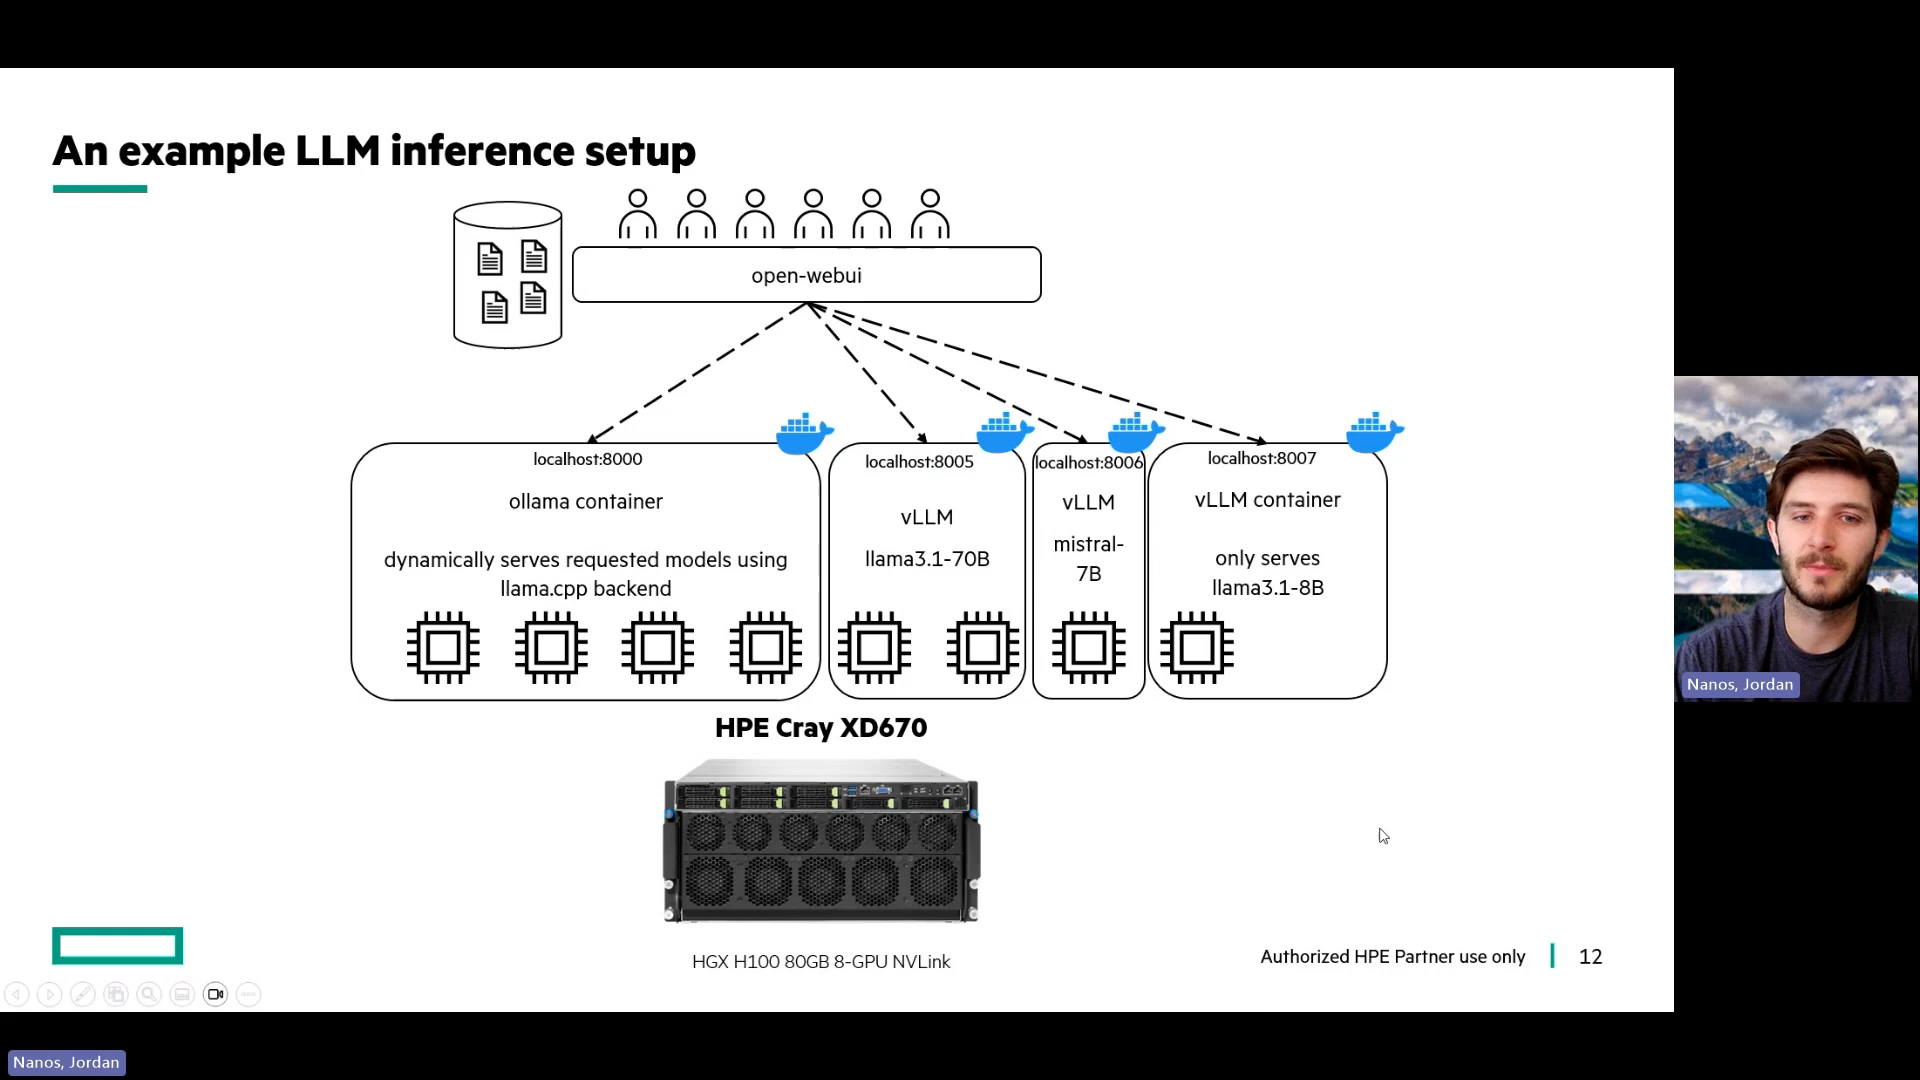 An example LLM inference setup
open-webui
localhost:8000
ollama container
dynamically serves requested models using
llama.cpp backend
localhost:8005
vLLM
llama3.1-70B
localhost:8006
vLLM
mistral-
7B
localhost:8007
vLLM container
only serves
llama3.1-8B
HPE Cray XD670
HGX H100 80GB 8-GPU NVLink
Authorized HPE Partner use only
12
Nanos, Jordan
Nanos, Jordan